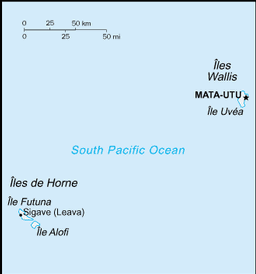 0 25 50 km
0 25 50 mi
Îles
Wallis
MATA-UTU
Île Uvéa
South Pacific Ocean
Îles de Horne
Île Futuna
Sigave (Leava)
Île Alofi